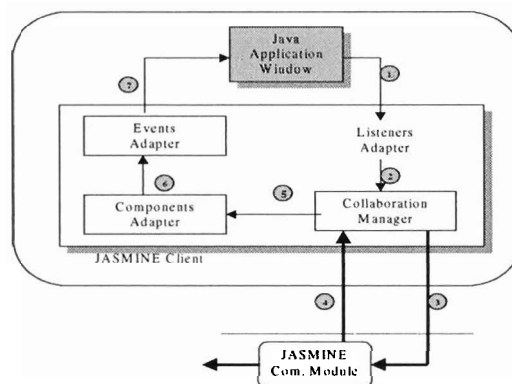 Java
Application
Window
7
1
Events
Adapter
Listeners
Adapter
6
2
5
Components
Adapter
Collaboration
Manager
JASMINE Client
4
3
JASMINE
Com. Module